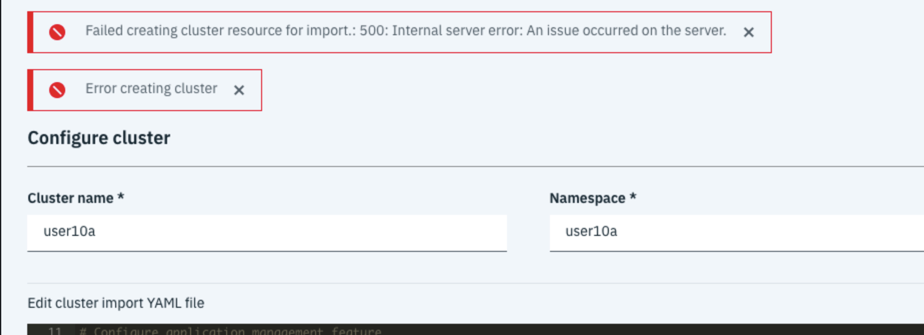 Failed creating cluster resource for import.: 500: Internal server error: An issue occurred on the server.
Error creating cluster
Configure cluster
Cluster name * Namespace *
user10a user10a
Edit cluster import YAML file
11 # Configure application management feature